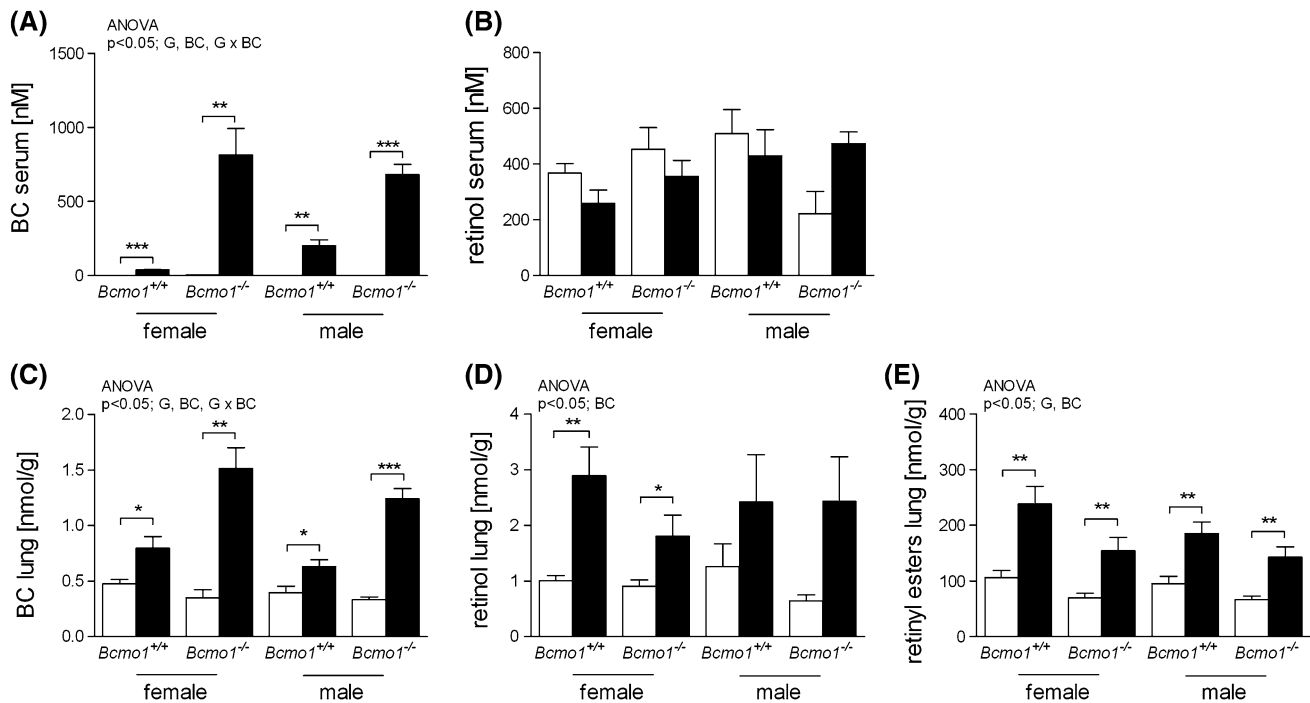 (A)
ANOVA
p<0.05; G, BC, G x BC
BC serum [nM]
1500
1000
500
0
***
**
**
***
Bcmo1+/+ Bcmo1-/- Bcmo1+/+ Bcmo1-/-
female male
(B)
retinol serum [nM]
800
600
400
200
0
Bcmo1+/+ Bcmo1-/- Bcmo1+/+ Bcmo1-/-
female male
(C)
ANOVA
p<0.05; G, BC, G x BC
BC lung [nmol/g]
2.0
1.5
1.0
0.5
0.0
*
**
*
***
Bcmo1+/+ Bcmo1-/- Bcmo1+/+ Bcmo1-/-
female male
(D)
ANOVA
p<0.05; BC
retinol lung [nmol/g]
4
3
2
1
0
**
*
Bcmo1+/+ Bcmo1-/- Bcmo1+/+ Bcmo1-/-
female male
(E)
ANOVA
p<0.05; G, BC
retinyl esters lung [nmol/g]
400
300
200
100
0
**
**
**
**
Bcmo1+/+ Bcmo1-/- Bcmo1+/+ Bcmo1-/-
female male